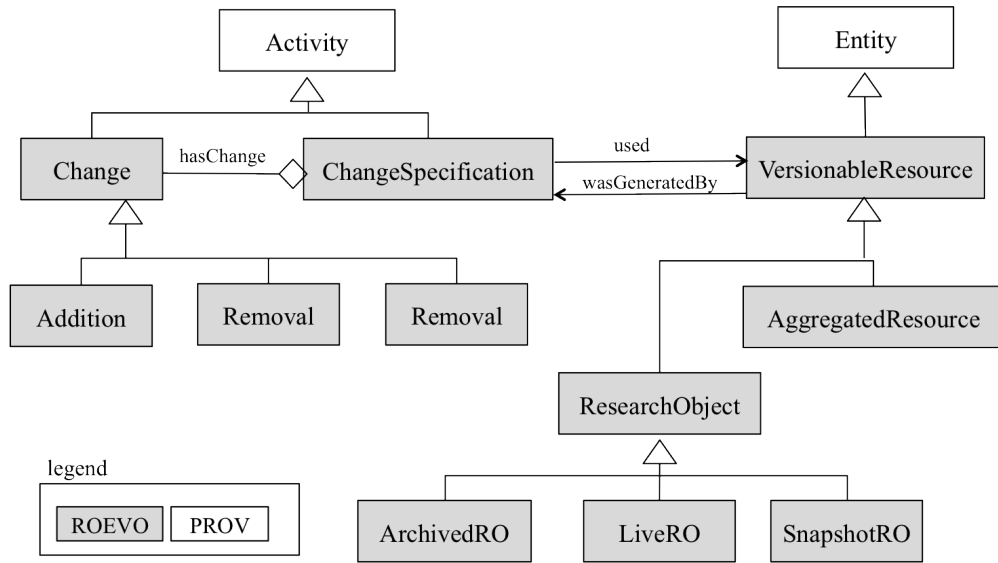 Activity
Entity
Change
hasChange
ChangeSpecification
used
wasGeneratedBy
VersionableResource
Addition
Removal
Removal
AggregatedResource
ResearchObject
legend
ROEVO
PROV
ArchivedRO
LiveRO
SnapshotRO